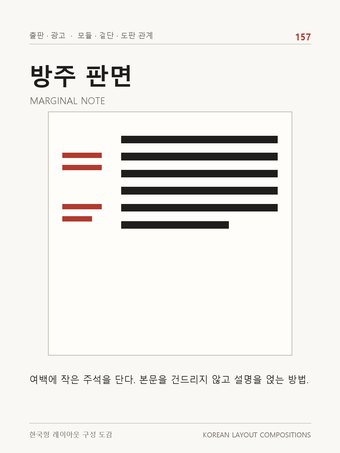 출판 · 광고 · 모듈 · 겉단 · 도판 관계
157
방주 판면
MARGINAL NOTE
여백에 작은 주석을 단다. 본문을 건드리지 않고 설명을 얹는 방법.
한국형 레이아웃 구성 도감
KOREAN LAYOUT COMPOSITIONS